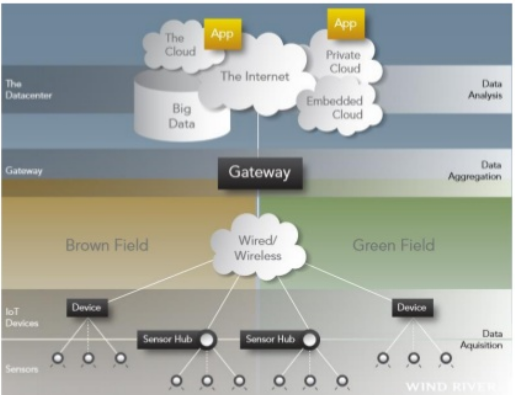 App
App
The
Cloud
Private
Cloud
The Internet
The
Datacenter
Data
Analysis
Big
Data
Embedded
Cloud
Gateway
Gateway
Data
Aggregation
Brown Field
Wired/
Wireless
Green Field
IoT
Devices
Device
Device
Sensor Hub
Sensor Hub
Data
Aquisition
Sensors
WIND RIVER